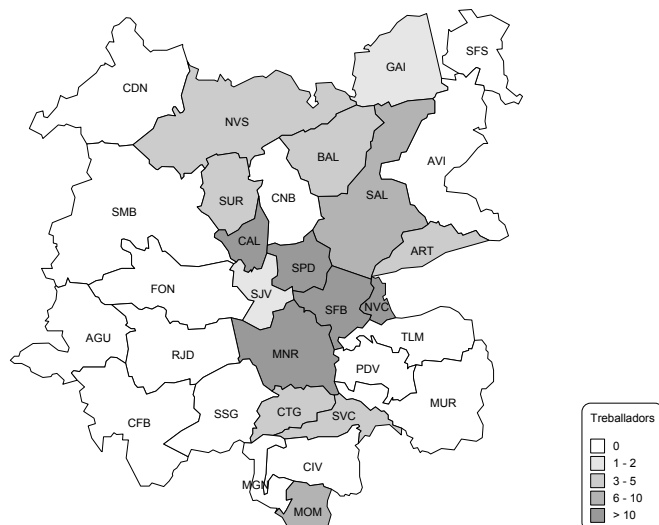 SFS
GAI
CDN
NVS
BAL
AVI
SUR
CNB
SAL
SMB
CAL
ART
SPD
FON
SJV
SFB
NVC
AGU
RJD
MNR
TLM
PDV
CFB
SSG
CTG
SVC
MUR
CIV
MGN
MOM
Treballadors
0
1 - 2
3 - 5
6 - 10
> 10